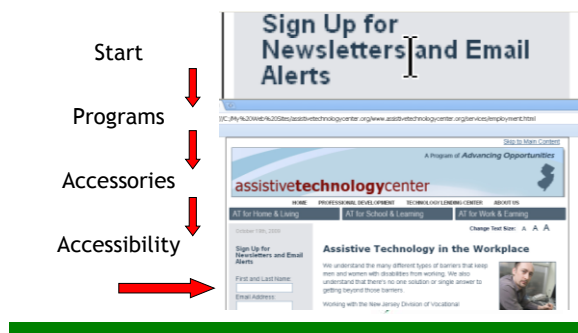 Start
Programs
Accessories
Accessibility
Sign Up for
Newsletters and Email
Alerts
Skip to Main Content
A Program of Advancing Opportunities
assistivetechnologycenter
HOME PROFESSIONAL DEVELOPMENT TECHNOLOGY LENDING CENTER ABOUT US
AT for Home & Living AT for School & Learning AT for Work & Earning
October 19th, 2009
Change Text Size: A A A
Sign Up for
Newsletters and Email
Alerts
First and Last Name
Email Address:
Assistive Technology in the Workplace
We understand the many different types of barriers that keep
men and women with disabilities from working. We also
understand that there's no one solution or single answer to
getting beyond those barriers.
Working with the New Jersey Division of Vocational